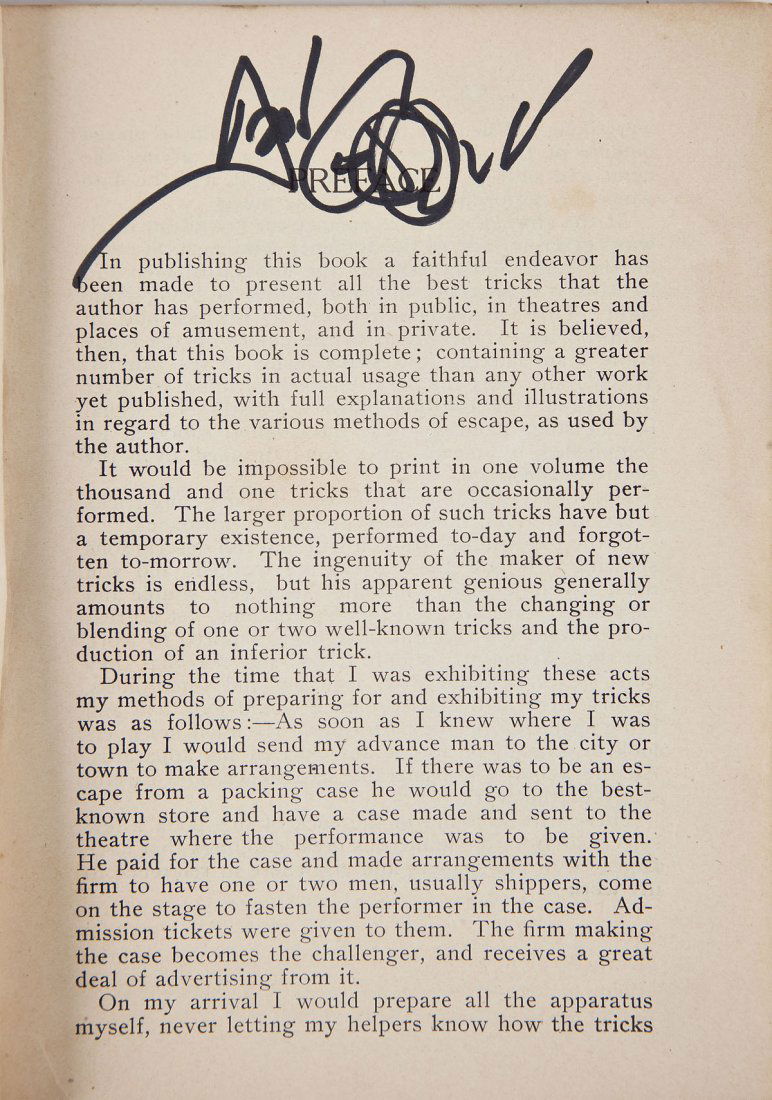 PREFACE
In publishing this book a faithful endeavor has
been made to present all the best tricks that the
author has performed, both in public, in theatres and
places of amusement, and in private. It is believed,
then, that this book is complete; containing a greater
number of tricks in actual usage than any other work
yet published, with full explanations and illustrations
in regard to the various methods of escape, as used by
the author.
It would be impossible to print in one volume the
thousand and one tricks that are occasionally per-
formed. The larger proportion of such tricks have but
a temporary existence, performed to-day and forgot-
ten to-morrow. The ingenuity of the maker of new
tricks is endless, but his apparent genious generally
amounts to nothing more than the changing or
blending of one or two well-known tricks and the pro-
duction of an inferior trick.
During the time that I was exhibiting these acts
my methods of preparing for and exhibiting my tricks
was as follows:—As soon as I knew where I was
to play I would send my advance man to the city or
town to make arrangements. If there was to be an es-
cape from a packing case he would go to the best-
known store and have a case made and sent to the
theatre where the performance was to be given.
He paid for the case and made arrangements with the
firm to have one or two men, usually shippers, come
on the stage to fasten the performer in the case. Ad-
mission tickets were given to them. The firm making
the case becomes the challenger, and receives a great
deal of advertising from it.
On my arrival I would prepare all the apparatus
myself, never letting my helpers know how the tricks